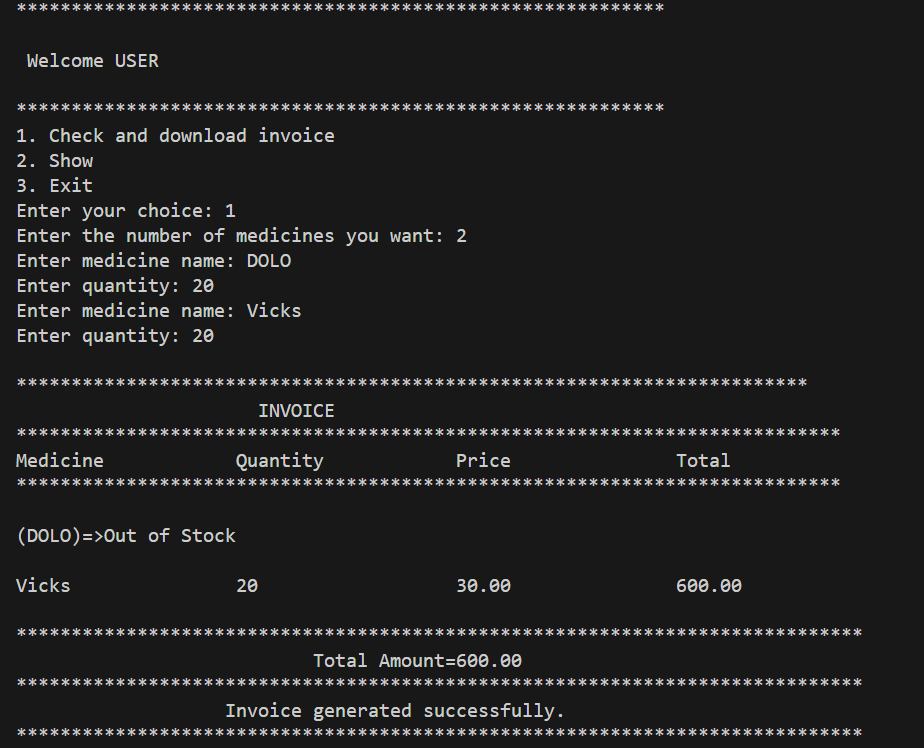 ***********************************************************
Welcome USER
***********************************************************
1. Check and download invoice
2. Show
3. Exit
Enter your choice: 1
Enter the number of medicines you want: 2
Enter medicine name: DOLO
Enter quantity: 20
Enter medicine name: Vicks
Enter quantity: 20
************************************************************************
INVOICE
***************************************************************************
Medicine Quantity Price Total
***************************************************************************
(DOLO)=>Out of Stock
Vicks 20 30.00 600.00
*****************************************************************************
Total Amount=600.00
*****************************************************************************
Invoice generated successfully.
*****************************************************************************